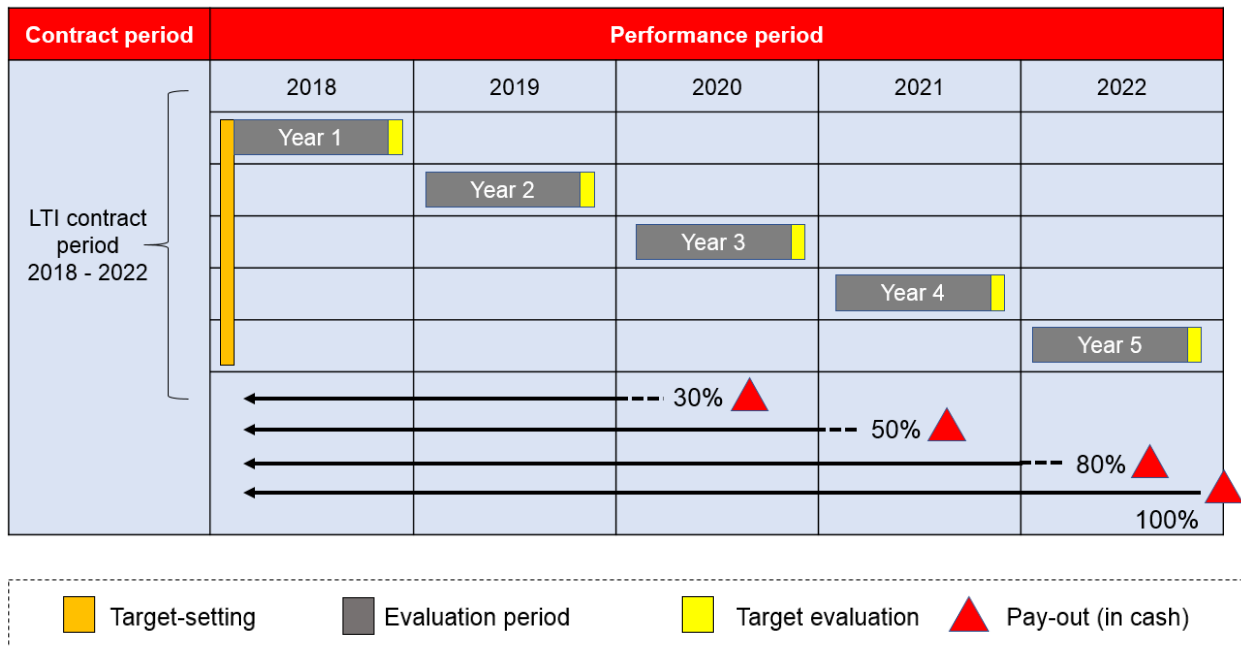 Contract period
Performance period
2018
2019
2020
2021
2022
Year 1
Year 2
LTI contract
period
2018 - 2022
Year 3
Year 4
Year 5
30%
50%
80%
100%
Target-setting
Evaluation period
Target evaluation
Pay-out (in cash)